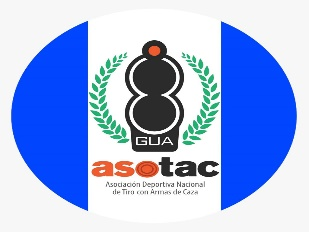 GUA
asotac
Asociación Deportiva Nacional
de Tiro con Armas de Caza